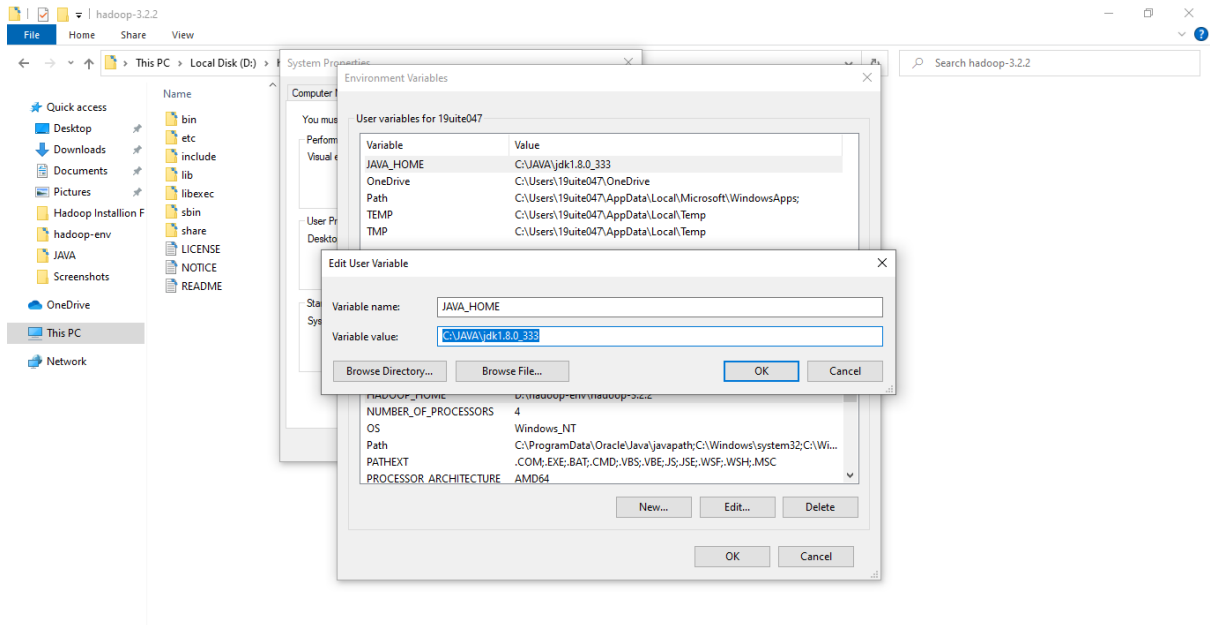 hadoop-3.2.2
File Home Share View
This PC > Local Disk (D:) >
Search hadoop-3.2.2
Quick access
Desktop
Downloads
Documents
Pictures
Hadoop Installion F
hadoop-env
JAVA
Screenshots
OneDrive
This PC
Network
Name
bin
etc
include
lib
libexec
sbin
share
LICENSE
NOTICE
README
System Properties
Computer
You mus
Perform
Visual e
User Pr
Deskto
Sta
Sys
Environment Variables
User variables for 19uite047
Variable Value
JAVA_HOME C:\JAVA\jdk1.8.0_333
OneDrive C:\Users\19uite047\OneDrive
Path C:\Users\19uite047\AppData\Local\Microsoft\WindowsApps;
TEMP C:\Users\19uite047\AppData\Local\Temp
TMP C:\Users\19uite047\AppData\Local\Temp
Edit User Variable
Variable name: JAVA_HOME
Variable value: C:\JAVA\jdk1.8.0_333
Browse Directory... Browse File... OK Cancel
HADOOP_HOME D:\hadoop-env\hadoop-3.2.2
NUMBER_OF_PROCESSORS 4
OS Windows_NT
Path C:\ProgramData\Oracle\Java\javapath;C:\Windows\system32;C:\Wi...
PATHEXT .COM;.EXE;.BAT;.CMD;.VBS;.VBE;.JS;.JSE;.WSF;.WSH;.MSC
PROCESSOR_ARCHITECTURE AMD64
New... Edit... Delete
OK Cancel